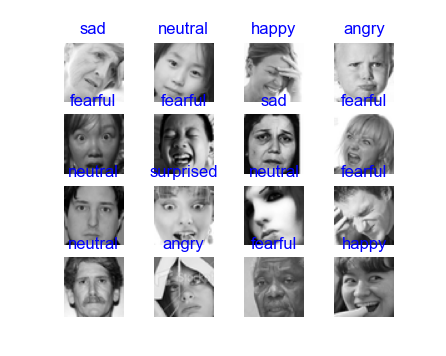 sad neutral happy angry
fearful fearful sad fearful
neutral surprised neutral fearful
neutral angry fearful happy